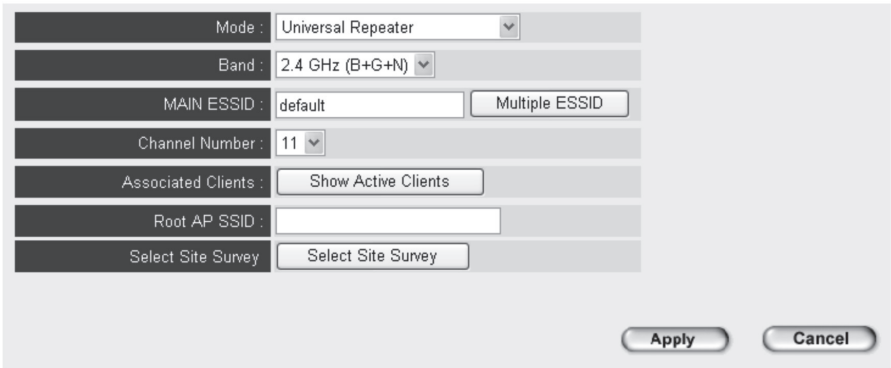 Mode : Universal Repeater
Band : 2.4 GHz (B+G+N)
MAIN ESSID : default Multiple ESSID
Channel Number : 11
Associated Clients : Show Active Clients
Root AP SSID :
Select Site Survey Select Site Survey
Apply Cancel